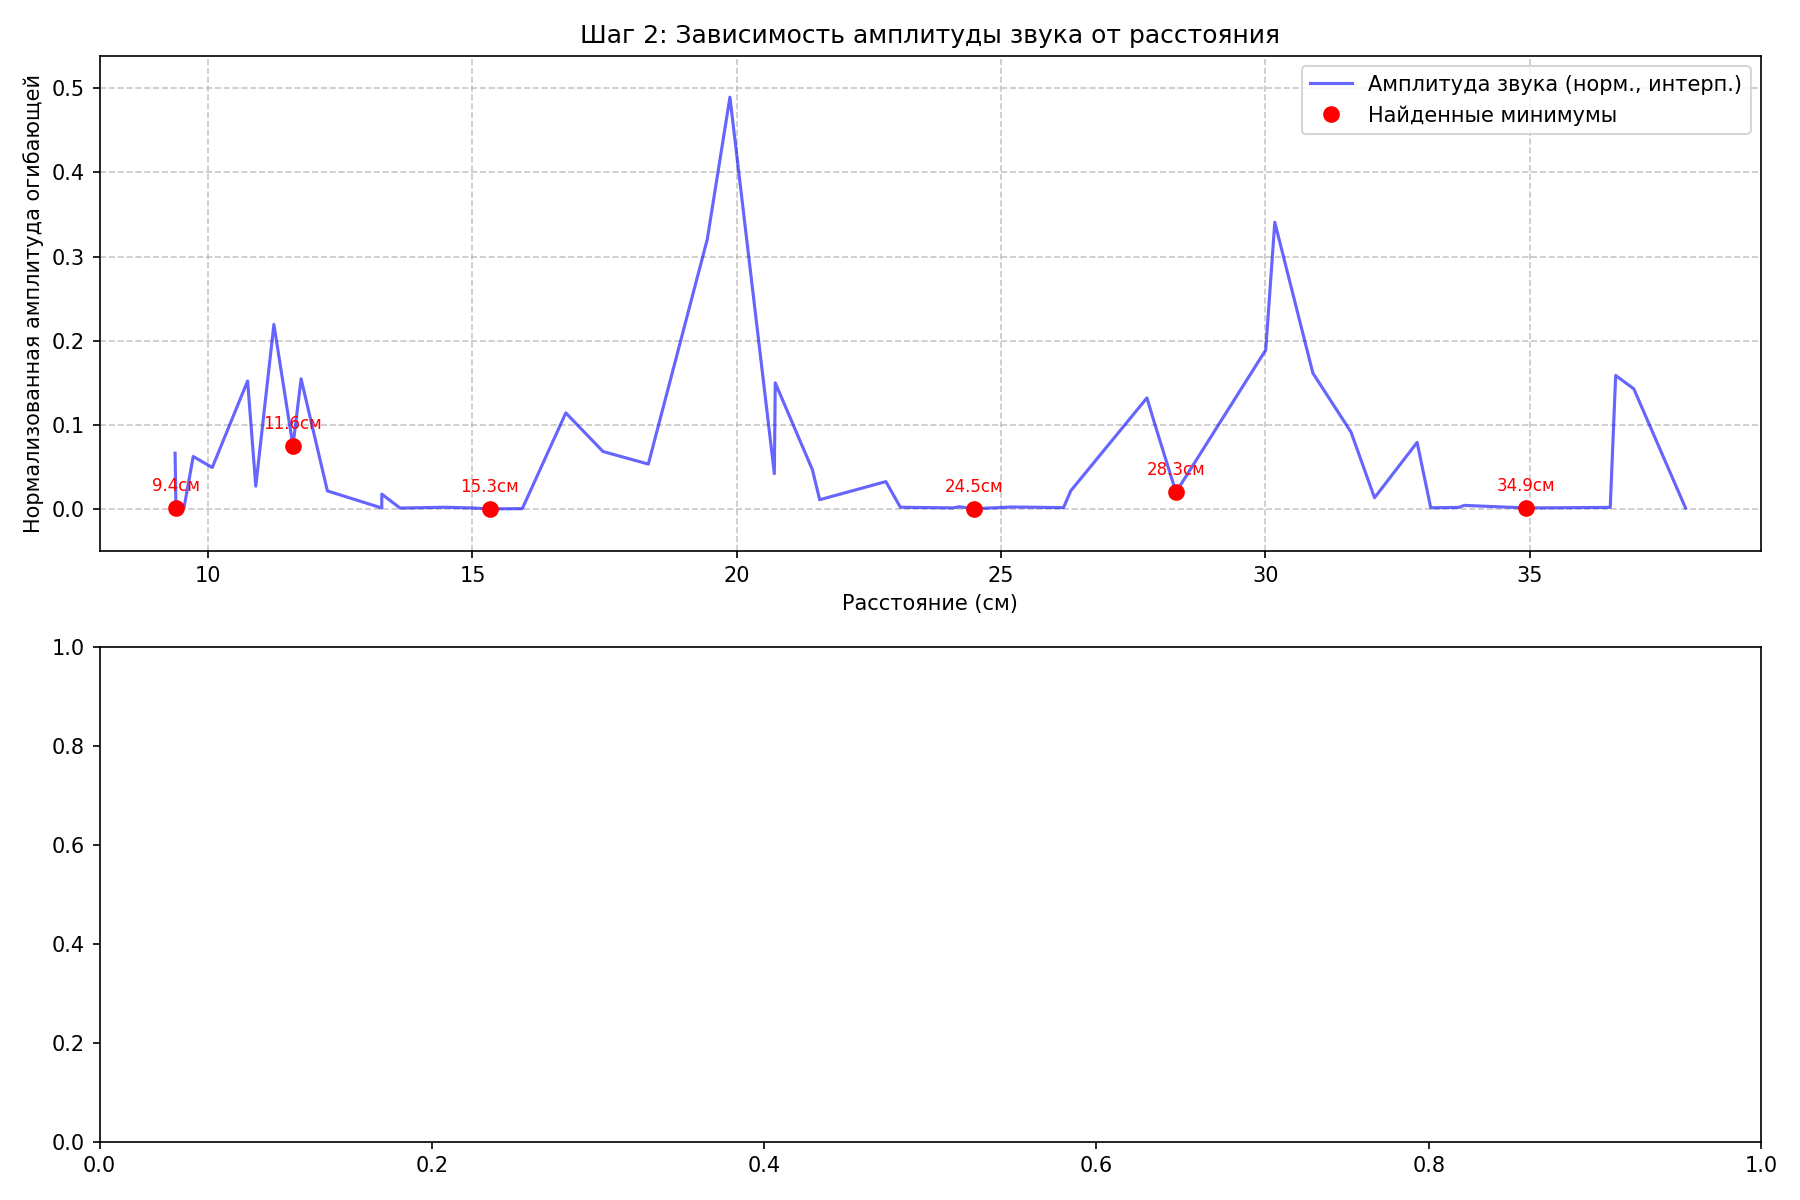 Шаг 2: Зависимость амплитуды звука от расстояния
Нормализованная амплитуда огибающей
0.5
0.4
0.3
0.2
0.1
0.0
Амплитуда звука (норм., интерп.)
Найденные минимумы
9.4см
11.6см
15.3см
24.5см
28.3см
34.9см
10 15 20 25 30 35
Расстояние (см)
1.0
0.8
0.6
0.4
0.2
0.0
0.0 0.2 0.4 0.6 0.8 1.0